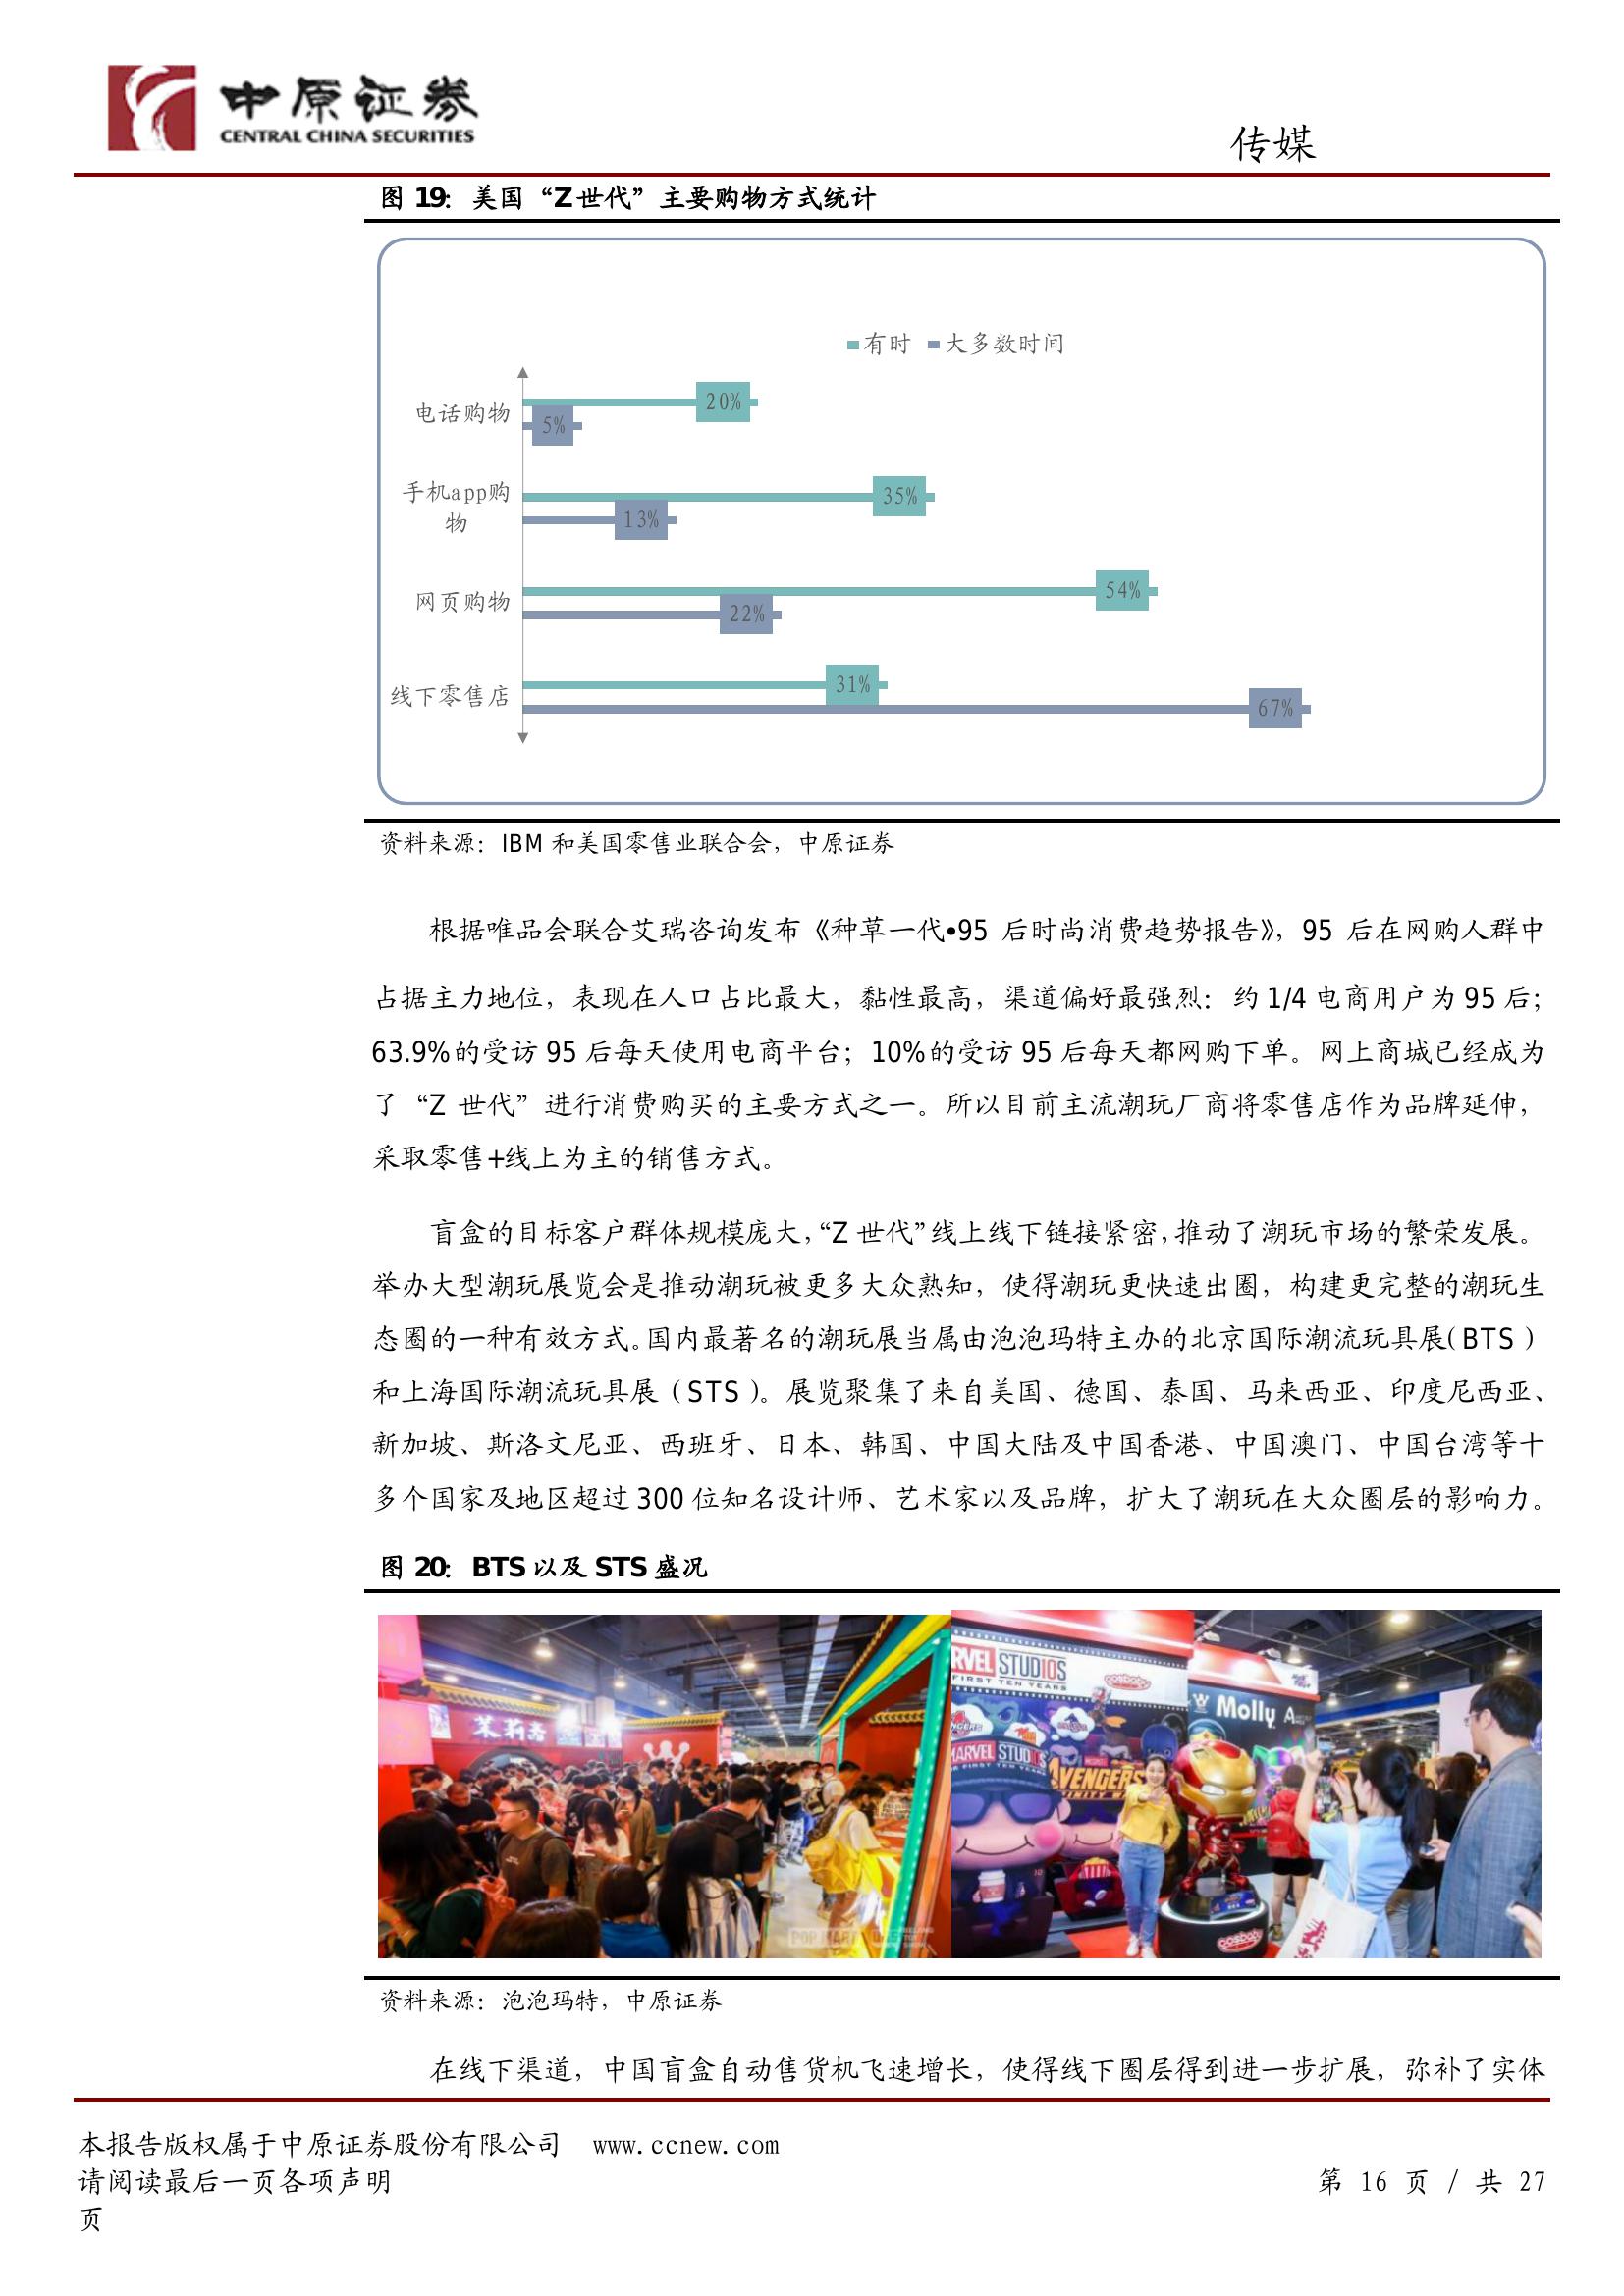 中原证券
CENTRAL CHINA SECURITIES
传媒
图 19: 美国“Z世代”主要购物方式统计
有时 大多数时间
电话购物
20%
5%
手机app购
物
35%
13%
网页购物
54%
22%
线下零售店
31%
67%
资料来源：IBM 和美国零售业联合会，中原证券
根据唯品会联合艾瑞咨询发布《种草一代•95 后时尚消费趋势报告》，95 后在网购人群中
占据主力地位，表现在人口占比最大，黏性最高，渠道偏好最强烈：约 1/4 电商用户为 95 后；
63.9%的受访 95 后每天使用电商平台；10%的受访 95 后每天都网购下单。网上商城已经成为
了“Z 世代”进行消费购买的主要方式之一。所以目前主流潮玩厂商将零售店作为品牌延伸，
采取零售+线上为主的销售方式。
盲盒的目标客户群体规模庞大，“Z 世代”线上线下链接紧密，推动了潮玩市场的繁荣发展。
举办大型潮玩展览会是推动潮玩被更多大众熟知，使得潮玩更快速出圈，构建更完整的潮玩生
态圈的一种有效方式。国内最著名的潮玩展当属由泡泡玛特主办的北京国际潮流玩具展（BTS）
和上海国际潮流玩具展（STS）。展览聚集了来自美国、德国、泰国、马来西亚、印度尼西亚、
新加坡、斯洛文尼亚、西班牙、日本、韩国、中国大陆及中国香港、中国澳门、中国台湾等十
多个国家及地区超过 300 位知名设计师、艺术家以及品牌，扩大了潮玩在大众圈层的影响力。
图 20: BTS 以及 STS 盛况
茉莉斋
POP MART
RVEL STUDIOS
FIRST TEN YEARS
cosbaby
Molly
MARVEL STUDIOS
FIRST TEN YEARS
AVENGERS
cosbaby
资料来源：泡泡玛特，中原证券
在线下渠道，中国盲盒自动售货机飞速增长，使得线下圈层得到进一步扩展，弥补了实体
本报告版权属于中原证券股份有限公司 www.ccnew.com
请阅读最后一页各项声明
第 16 页 / 共 27
页